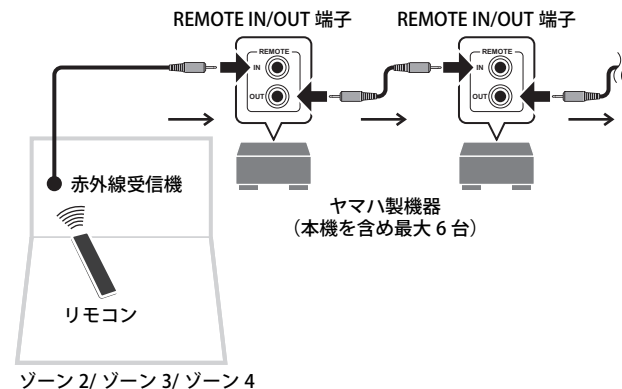 REMOTE IN/OUT 端子
REMOTE IN/OUT 端子
REMOTE
IN
OUT
REMOTE
IN
OUT
赤外線受信機
ヤマハ製機器
（本機を含め最大 6 台）
リモコン
ゾーン 2/ ゾーン 3/ ゾーン 4